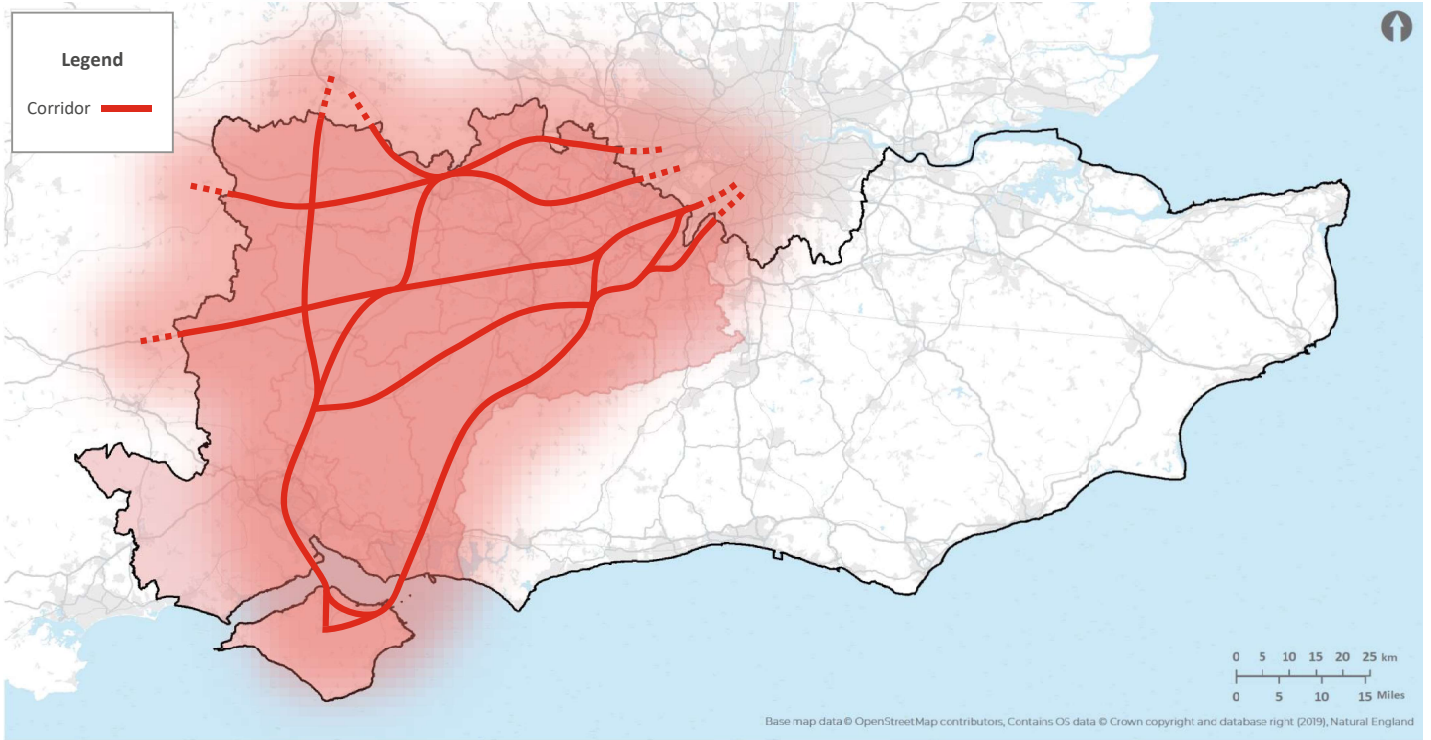 Legend
Corridor
0 5 10 15 20 25 km
0 5 10 15 Miles
Base map data © OpenStreetMap contributors, Contains OS data © Crown copyright and database right (2019), Natural England